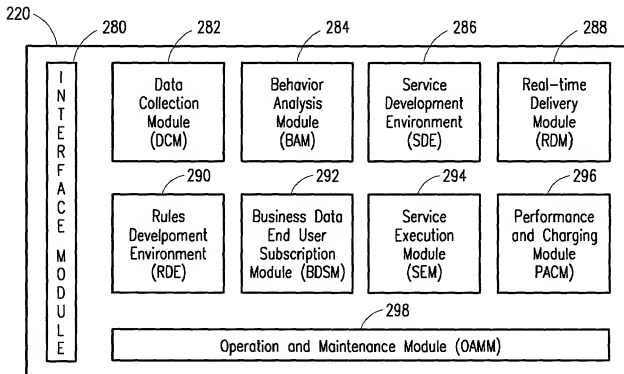 220
280
282
284
286
288
INTERFACE MODULE
Data
Collection
Module
(DCM)
Behavior
Analysis
Module
(BAM)
Service
Development
Environment
(SDE)
Real-time
Delivery
Module
(RDM)
290
292
294
296
Rules
Develpoment
Environment
(RDE)
Business Data
End User
Subscription
Module (BDSM)
Service
Execution
Module
(SEM)
Performance
and Charging
Module
PACM)
298
Operation and Maintenance Module (OAMM)